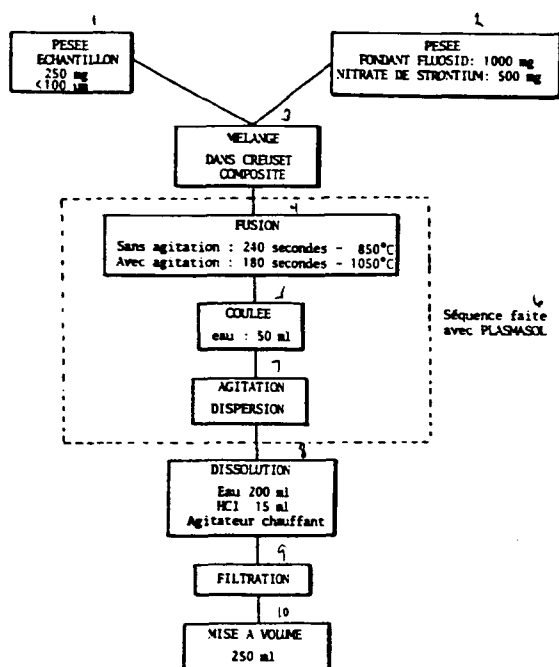 1
PESEE
ECHANTILLON
250 mg
<100 um
2
PESEE
FONDANT FLUOSID: 1000 mg
NITRATE DE STRONTIUM: 500 mg
3
MELANGE
DANS CREUSET
COMPOSITE
4
FUSION
Sans agitation : 240 secondes - 850°C
Avec agitation : 180 secondes - 1050°C
5
COULEE
eau : 50 ml
6
Séquence faite
avec PLASMASOL
7
AGITATION
DISPERSION
8
DISSOLUTION
Eau 200 ml
HCl 15 ml
Agitateur chauffant
9
FILTRATION
10
MISE A VOLUME
250 ml